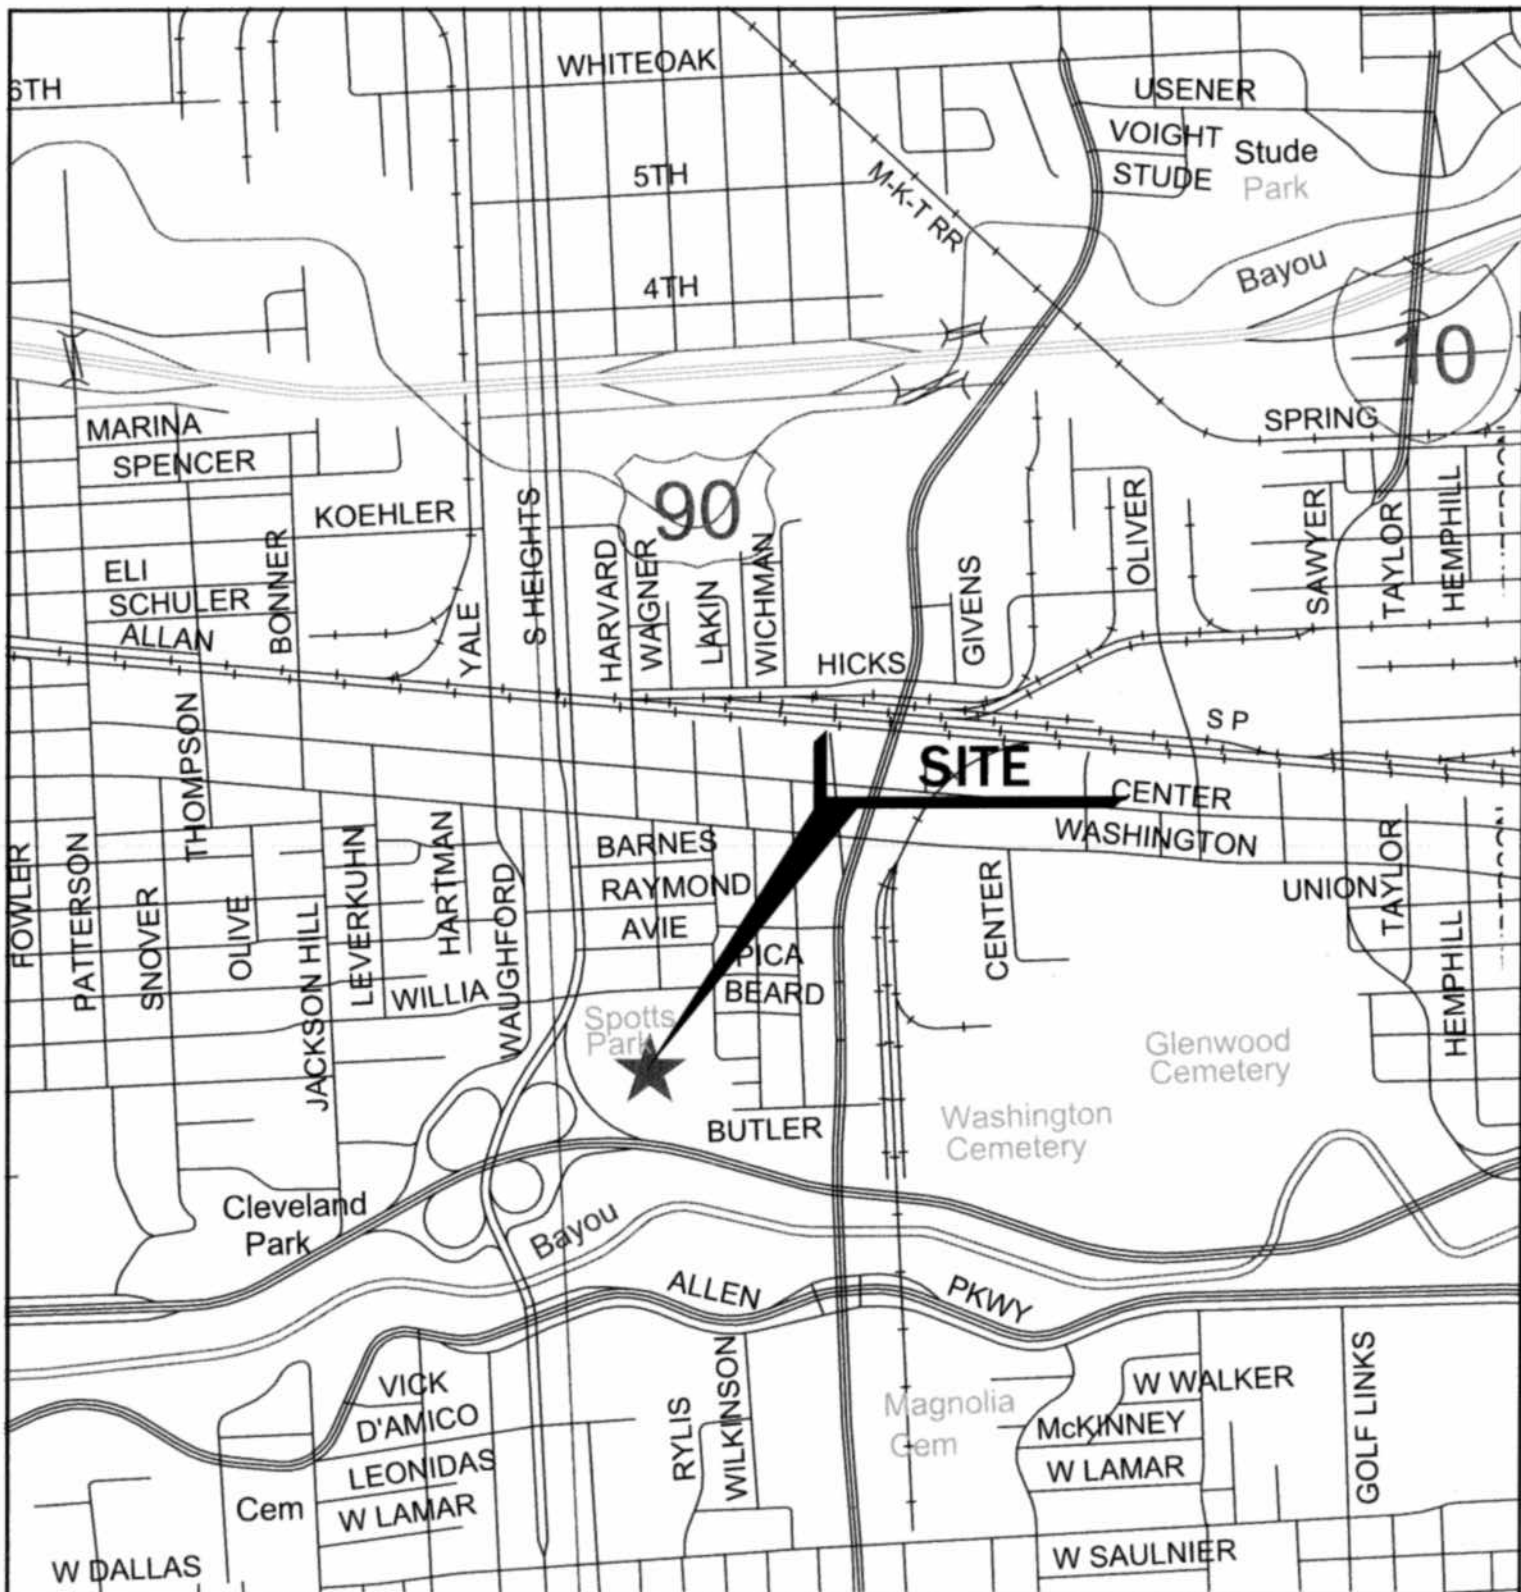 WHITEOAK
6TH
USENER
VOIGHT
STUDE
Stude
Park
5TH
M-K-T RR
4TH
Bayou
10
MARINA
SPENCER
SPRING
KOEHLER
90
ELI
SCHULER
ALLAN
BONNER
YALE
S HEIGHTS
HARVARD
WAGNER
LAKIN
WICHMAN
HICKS
GIVENS
OLIVER
SAWYER
TAYLOR
HEMPHILL
S P
THOMPSON
SITE
CENTER
WASHINGTON
FOWLER
PATTERSON
SNOVER
OLIVE
JACKSON HILL
LEVERKUHN
HARTMAN
WAUGHFORD
BARNES
RAYMOND
AVIE
PICA
BEARD
CENTER
UNION
TAYLOR
HEMPHILL
WILLIA
Spotts
Park
Glenwood
Cemetery
Washington
Cemetery
BUTLER
Cleveland
Park
Bayou
ALLEN
PKWY
VICK
D'AMICO
LEONIDAS
W LAMAR
Cem
W DALLAS
RYLIS
WILKINSON
Magnolia
Cem
W WALKER
McKINNEY
W LAMAR
GOLF LINKS
W SAULNIER